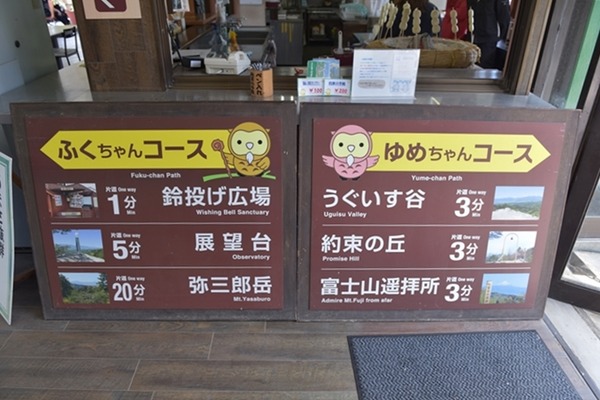 ふくちゃんコース
Fuku-chan Path
片道 One way
1分
Min
鈴投げ広場
Wishing Bell Sanctuary
片道 One way
5分
Min
展望台
Observatory
片道 One way
20分
Min
弥三郎岳
Mt.Yasaburo
ゆめちゃんコース
Yume-chan Path
うぐいす谷
Uguisu Valley
片道 One way
3分
Min
約束の丘
Promise Hill
片道 One way
3分
Min
富士山遥拝所
Admire Mt.Fuji from afar
片道 One way
3分
Min